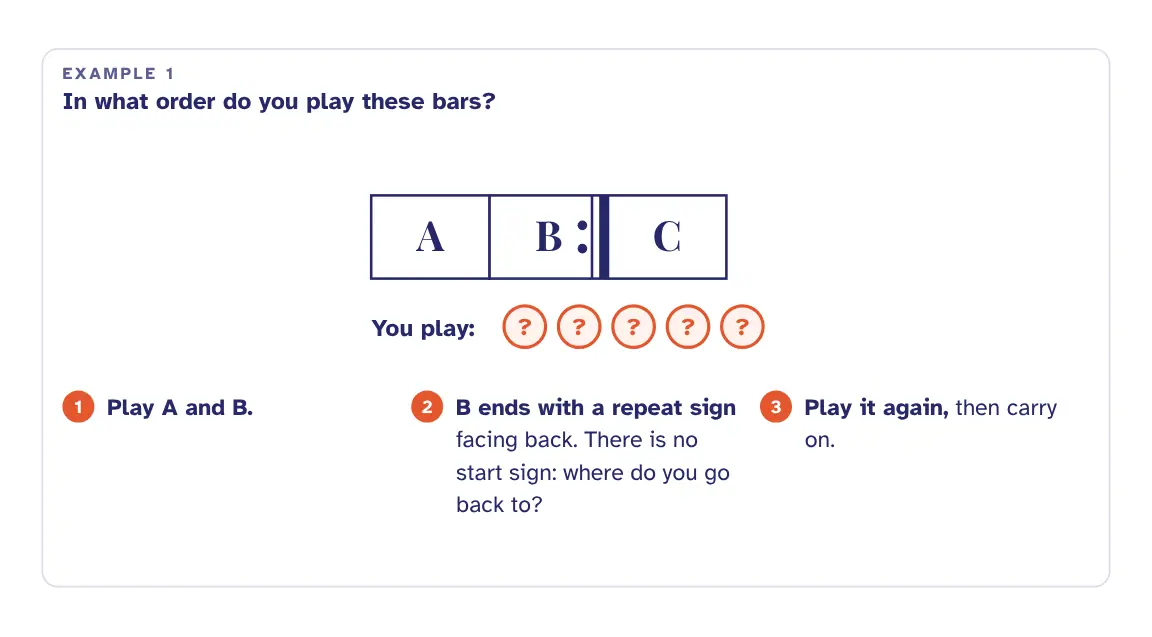 EXAMPLE 1
In what order do you play these bars?
A B C
You play: ? ? ? ? ?
1 Play A and B.
2 B ends with a repeat sign
facing back. There is no
start sign: where do you go
back to?
3 Play it again, then carry
on.